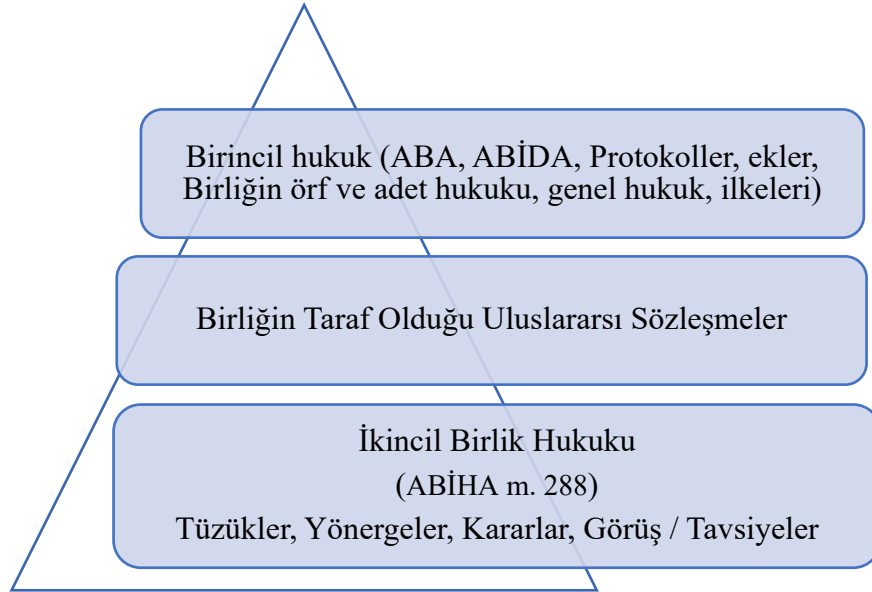 Birincil hukuk (ABA, ABİDA, Protokoller, ekler,
Birliğin örf ve adet hukuku, genel hukuk, ilkeleri)
Birliğin Taraf Olduğu Uluslararsı Sözleşmeler
İkincil Birlik Hukuku
(ABİHA m. 288)
Tüzükler, Yönergeler, Kararlar, Görüş / Tavsiyeler